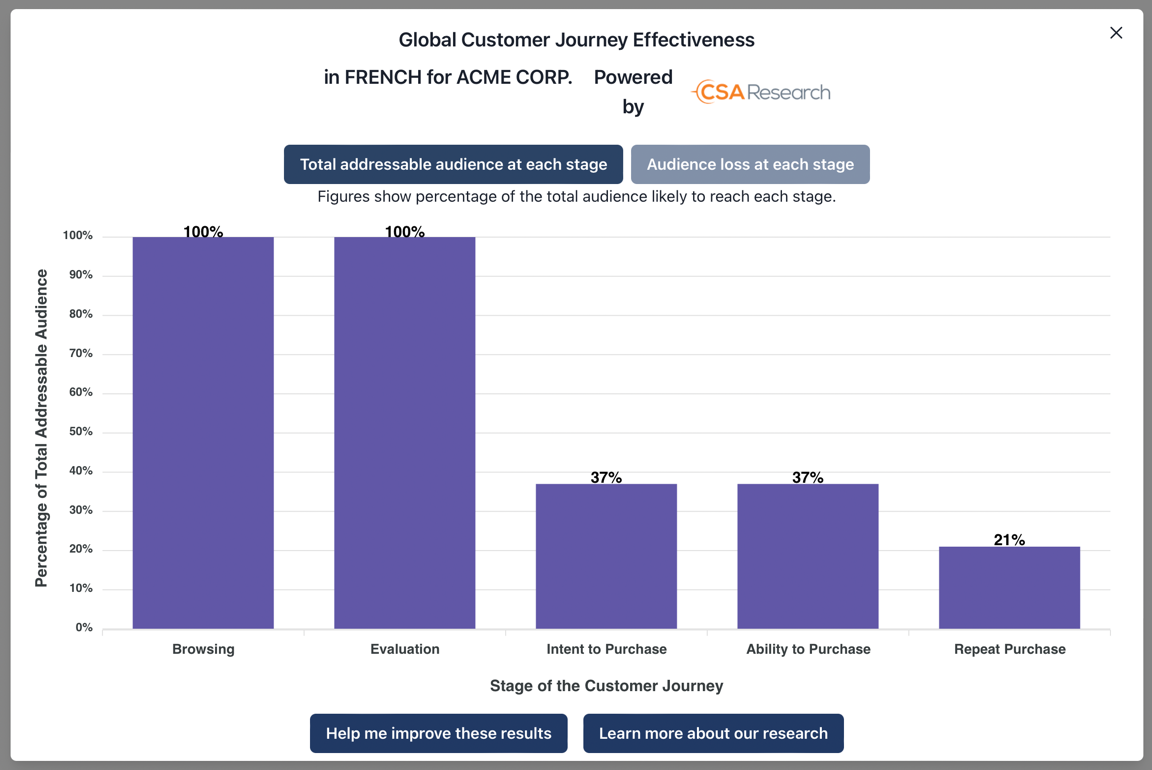 Global Customer Journey Effectiveness
in FRENCH for ACME CORP.
Powered
by
CSA Research
Total addressable audience at each stage
Audience loss at each stage
Figures show percentage of the total audience likely to reach each stage.
Percentage of Total Addressable Audience
100%
90%
80%
70%
60%
50%
40%
30%
20%
10%
0%
100%
100%
37%
37%
21%
Browsing
Evaluation
Intent to Purchase
Ability to Purchase
Repeat Purchase
Stage of the Customer Journey
Help me improve these results
Learn more about our research